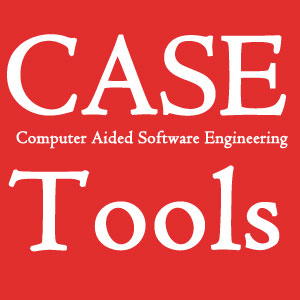 CASE
Computer Aided Software Engineering
Tools